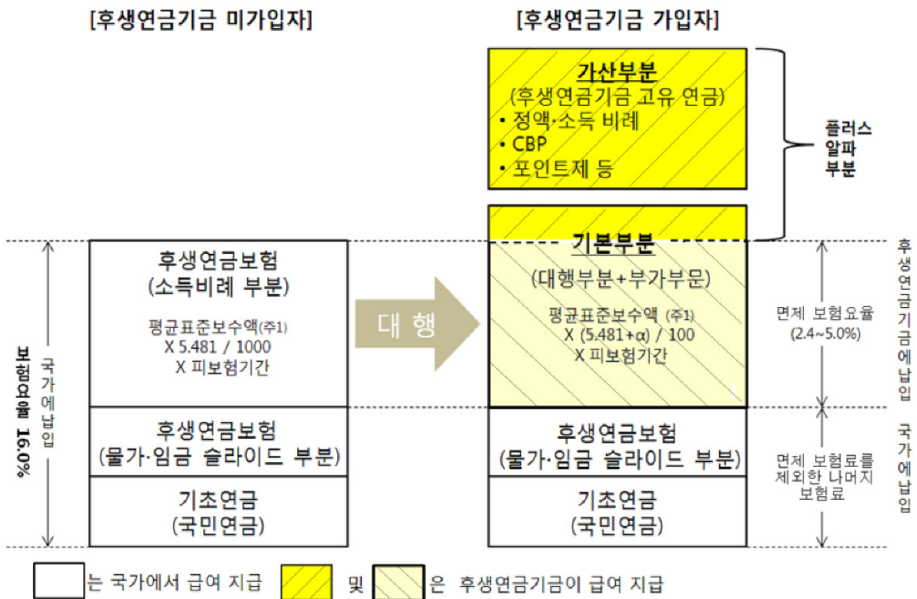 [후생연금기금 미가입자]
[후생연금기금 가입자]
가산부분
(후생연금기금 고유 연금)
• 정액·소득 비례
• CBP
• 포인트제 등
플러스
알파
부분
후생연금보험
(소득비례 부분)
평균표준보수액(주1)
X 5.481 / 1000
X 피보험기간
대 행
기본부분
(대행부분+부가부문)
평균표준보수액 (주1)
X (5.481+α) / 100
X 피보험기간
면제 보험요율
(2.4~5.0%)
후생연금기금에납입
보험요율 16.0%
국가에납입
후생연금보험
(물가·임금 슬라이드 부분)
후생연금보험
(물가·임금 슬라이드 부분)
면제 보험료를
제외한 나머지
보험료
국가에납입
기초연금
(국민연금)
기초연금
(국민연금)
는 국가에서 급여 지급 및 은 후생연금기금이 급여 지급